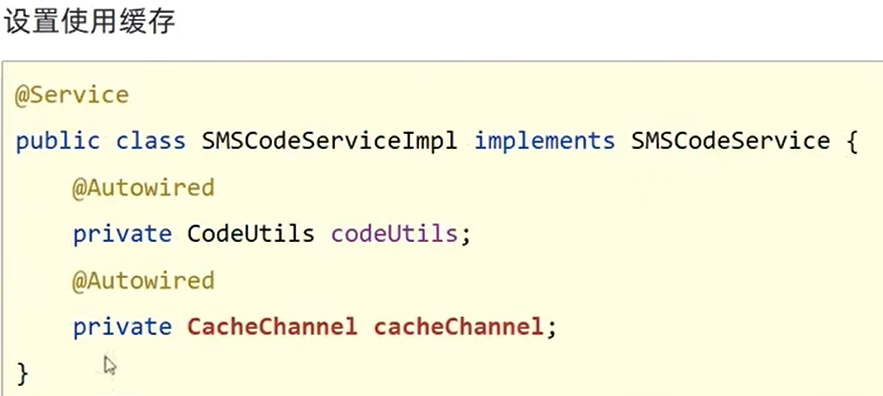 设置使用缓存
@Service
public class SMSCodeServiceImpl implements SMSCodeService {
    @Autowired
    private CodeUtils codeUtils;
    @Autowired
    private CacheChannel cacheChannel;
}